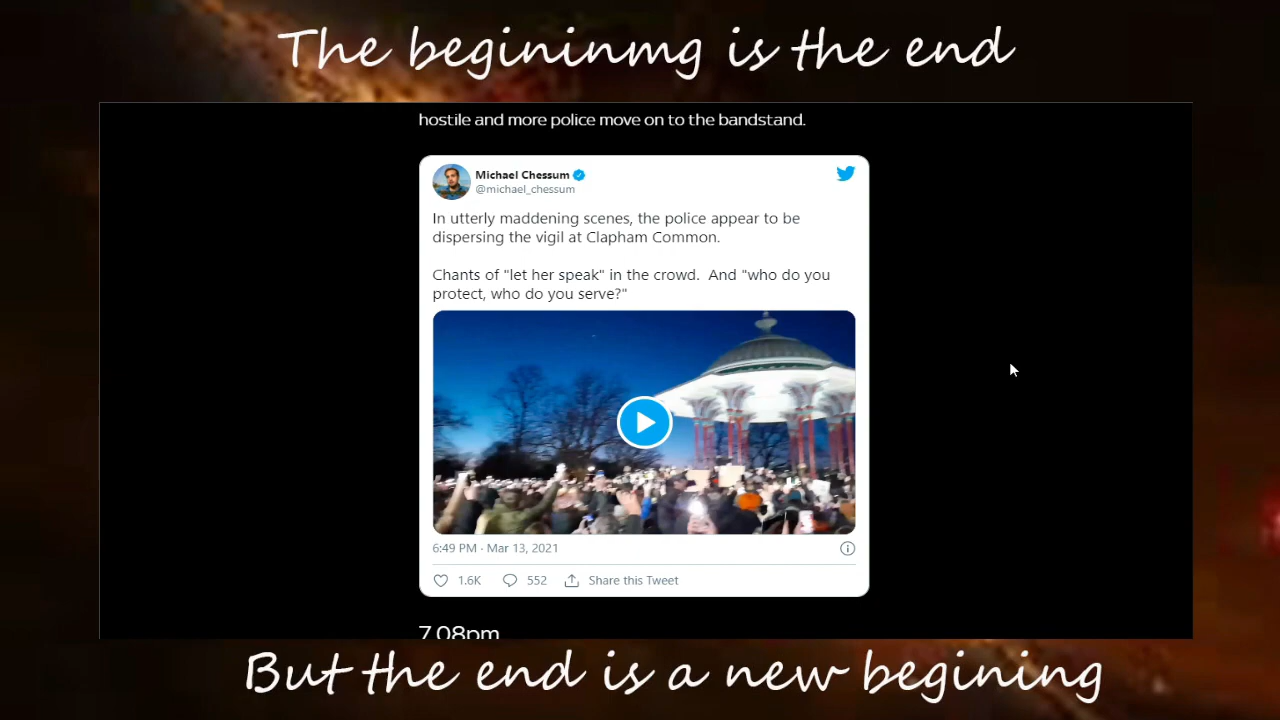 The begininmg is the end
hostile and more police move on to the bandstand.
Michael Chessum
@michael_chessum
In utterly maddening scenes, the police appear to be
dispersing the vigil at Clapham Common.
Chants of "let her speak" in the crowd.  And "who do you
protect, who do you serve?"
6:49 PM · Mar 13, 2021
1.6K 552 Share this Tweet
7.08pm
But the end is a new begining